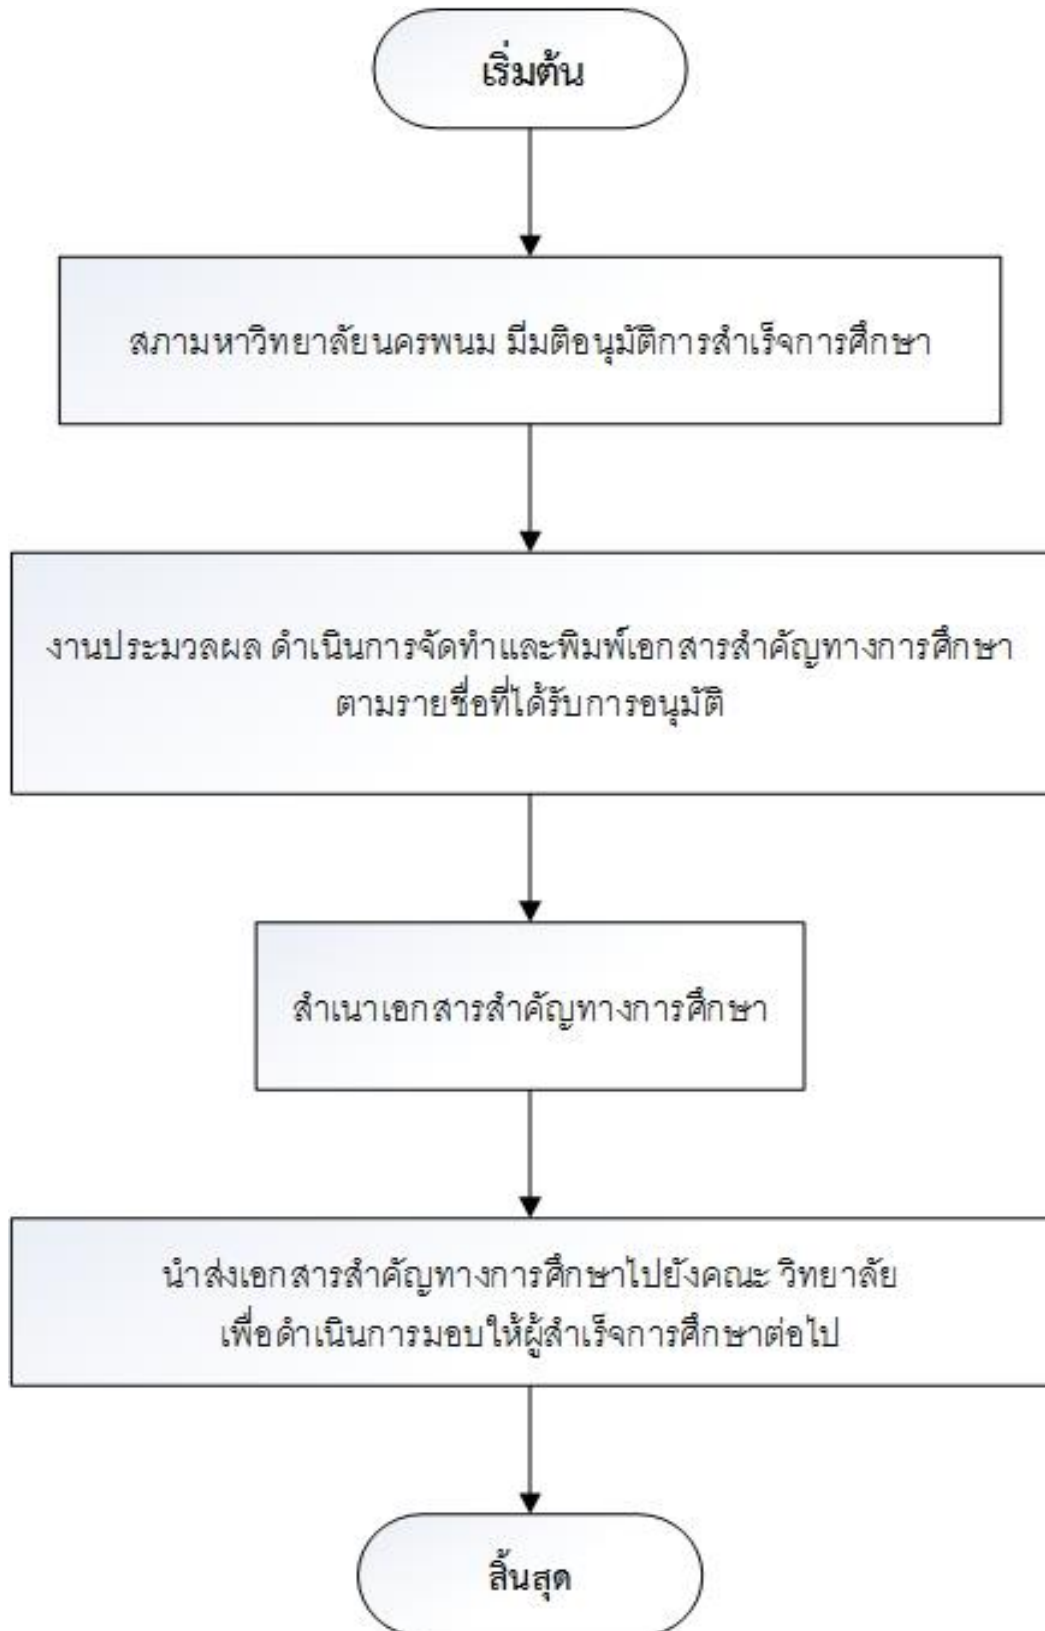 เริ่มต้น
สภามหาวิทยาลัยนครพนม มีมติอนุมัติการสำเร็จการศึกษา
งานประมวลผล ดำเนินการจัดทำและพิมพ์เอกสารสำคัญทางการศึกษา
ตามรายชื่อที่ได้รับการอนุมัติ
สำเนาเอกสารสำคัญทางการศึกษา
นำส่งเอกสารสำคัญทางการศึกษาไปยังคณะ วิทยาลัย
เพื่อดำเนินการมอบให้ผู้สำเร็จการศึกษาต่อไป
สิ้นสุด